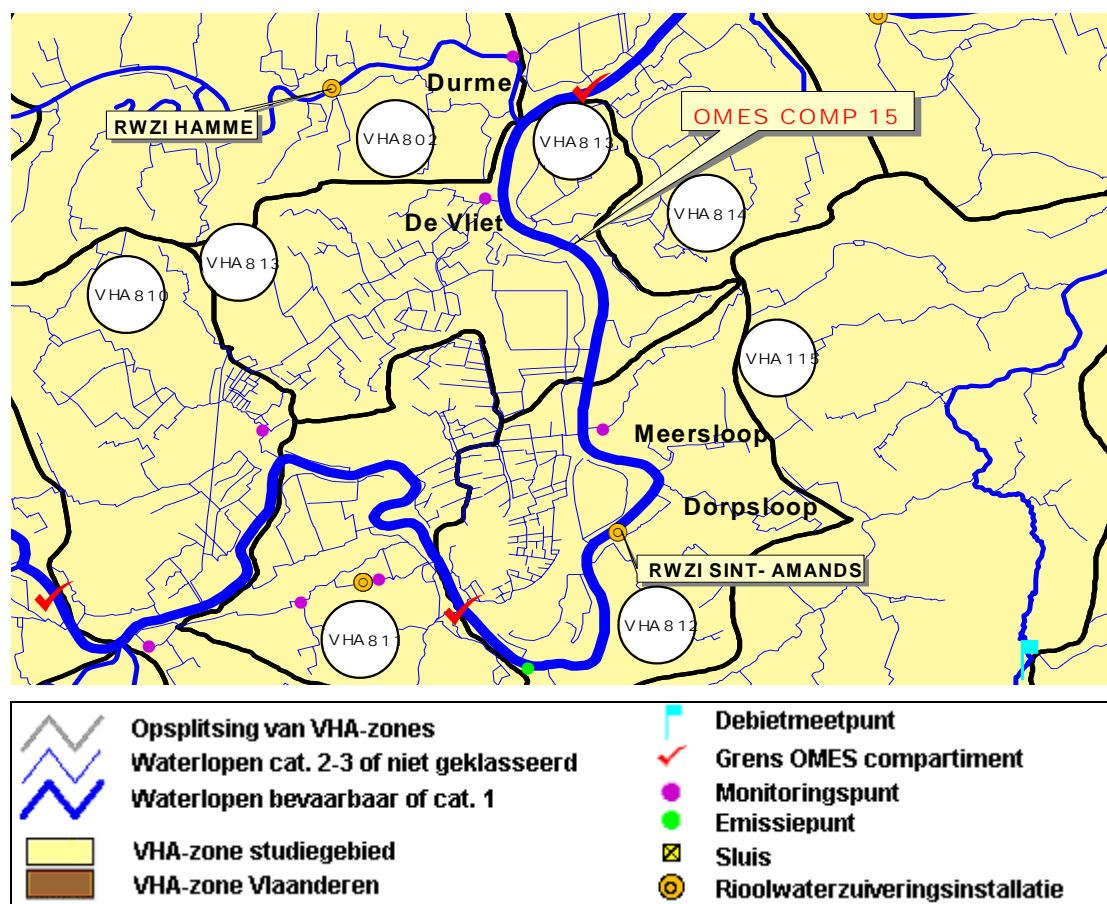 Durme
OMES COMP 15
RWZI HAMME
VHA802
VHA813
VHA814
De Vliet
VHA813
VHA810
VHA115
Meersloop
Dorpsloop
RWZI SINT- AMANDS
VHA811
VHA812
Opsplitsing van VHA-zones
Waterlopen cat. 2-3 of niet geklasseerd
Waterlopen bevaarbaar of cat. 1
VHA-zone studiegebied
VHA-zone Vlaanderen
Debietmeetpunt
Grens OMES compartiment
Monitoringspunt
Emissiepunt
Sluis
Rioolwaterzuiveringsinstallatie